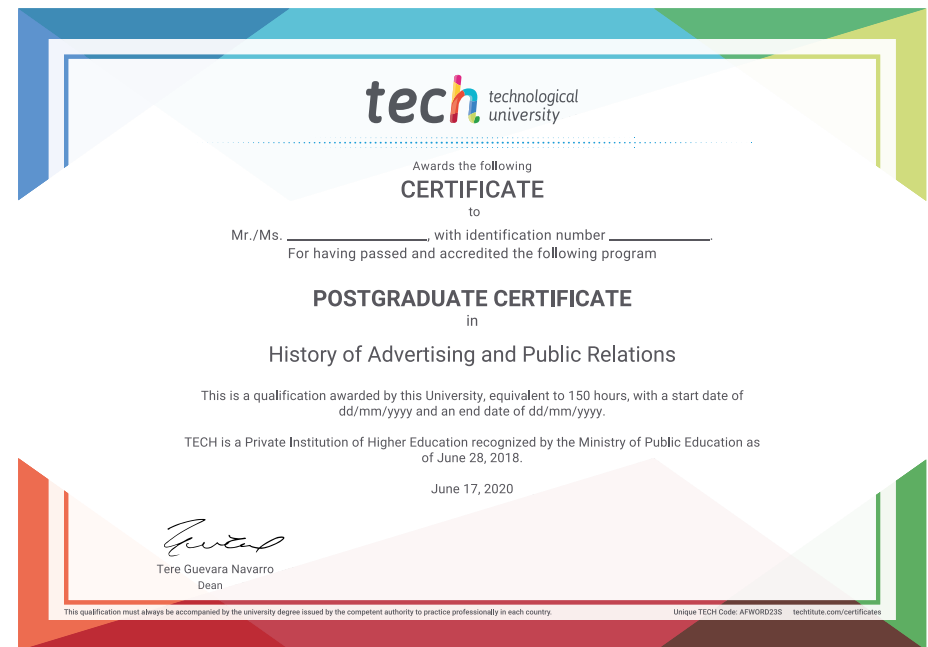 tech technological
university
Awards the following
CERTIFICATE
to
Mr./Ms. ____________________, with identification number ______________.
For having passed and accredited the following program
POSTGRADUATE CERTIFICATE
in
History of Advertising and Public Relations
This is a qualification awarded by this University, equivalent to 150 hours, with a start date of
dd/mm/yyyy and an end date of dd/mm/yyyy.
TECH is a Private Institution of Higher Education recognized by the Ministry of Public Education as
of June 28, 2018.
June 17, 2020
Tere Guevara Navarro
Dean
This qualification must always be accompanied by the university degree issued by the competent authority to practice professionally in each country. Unique TECH Code: AFWORD23S techtitute.com/certificates